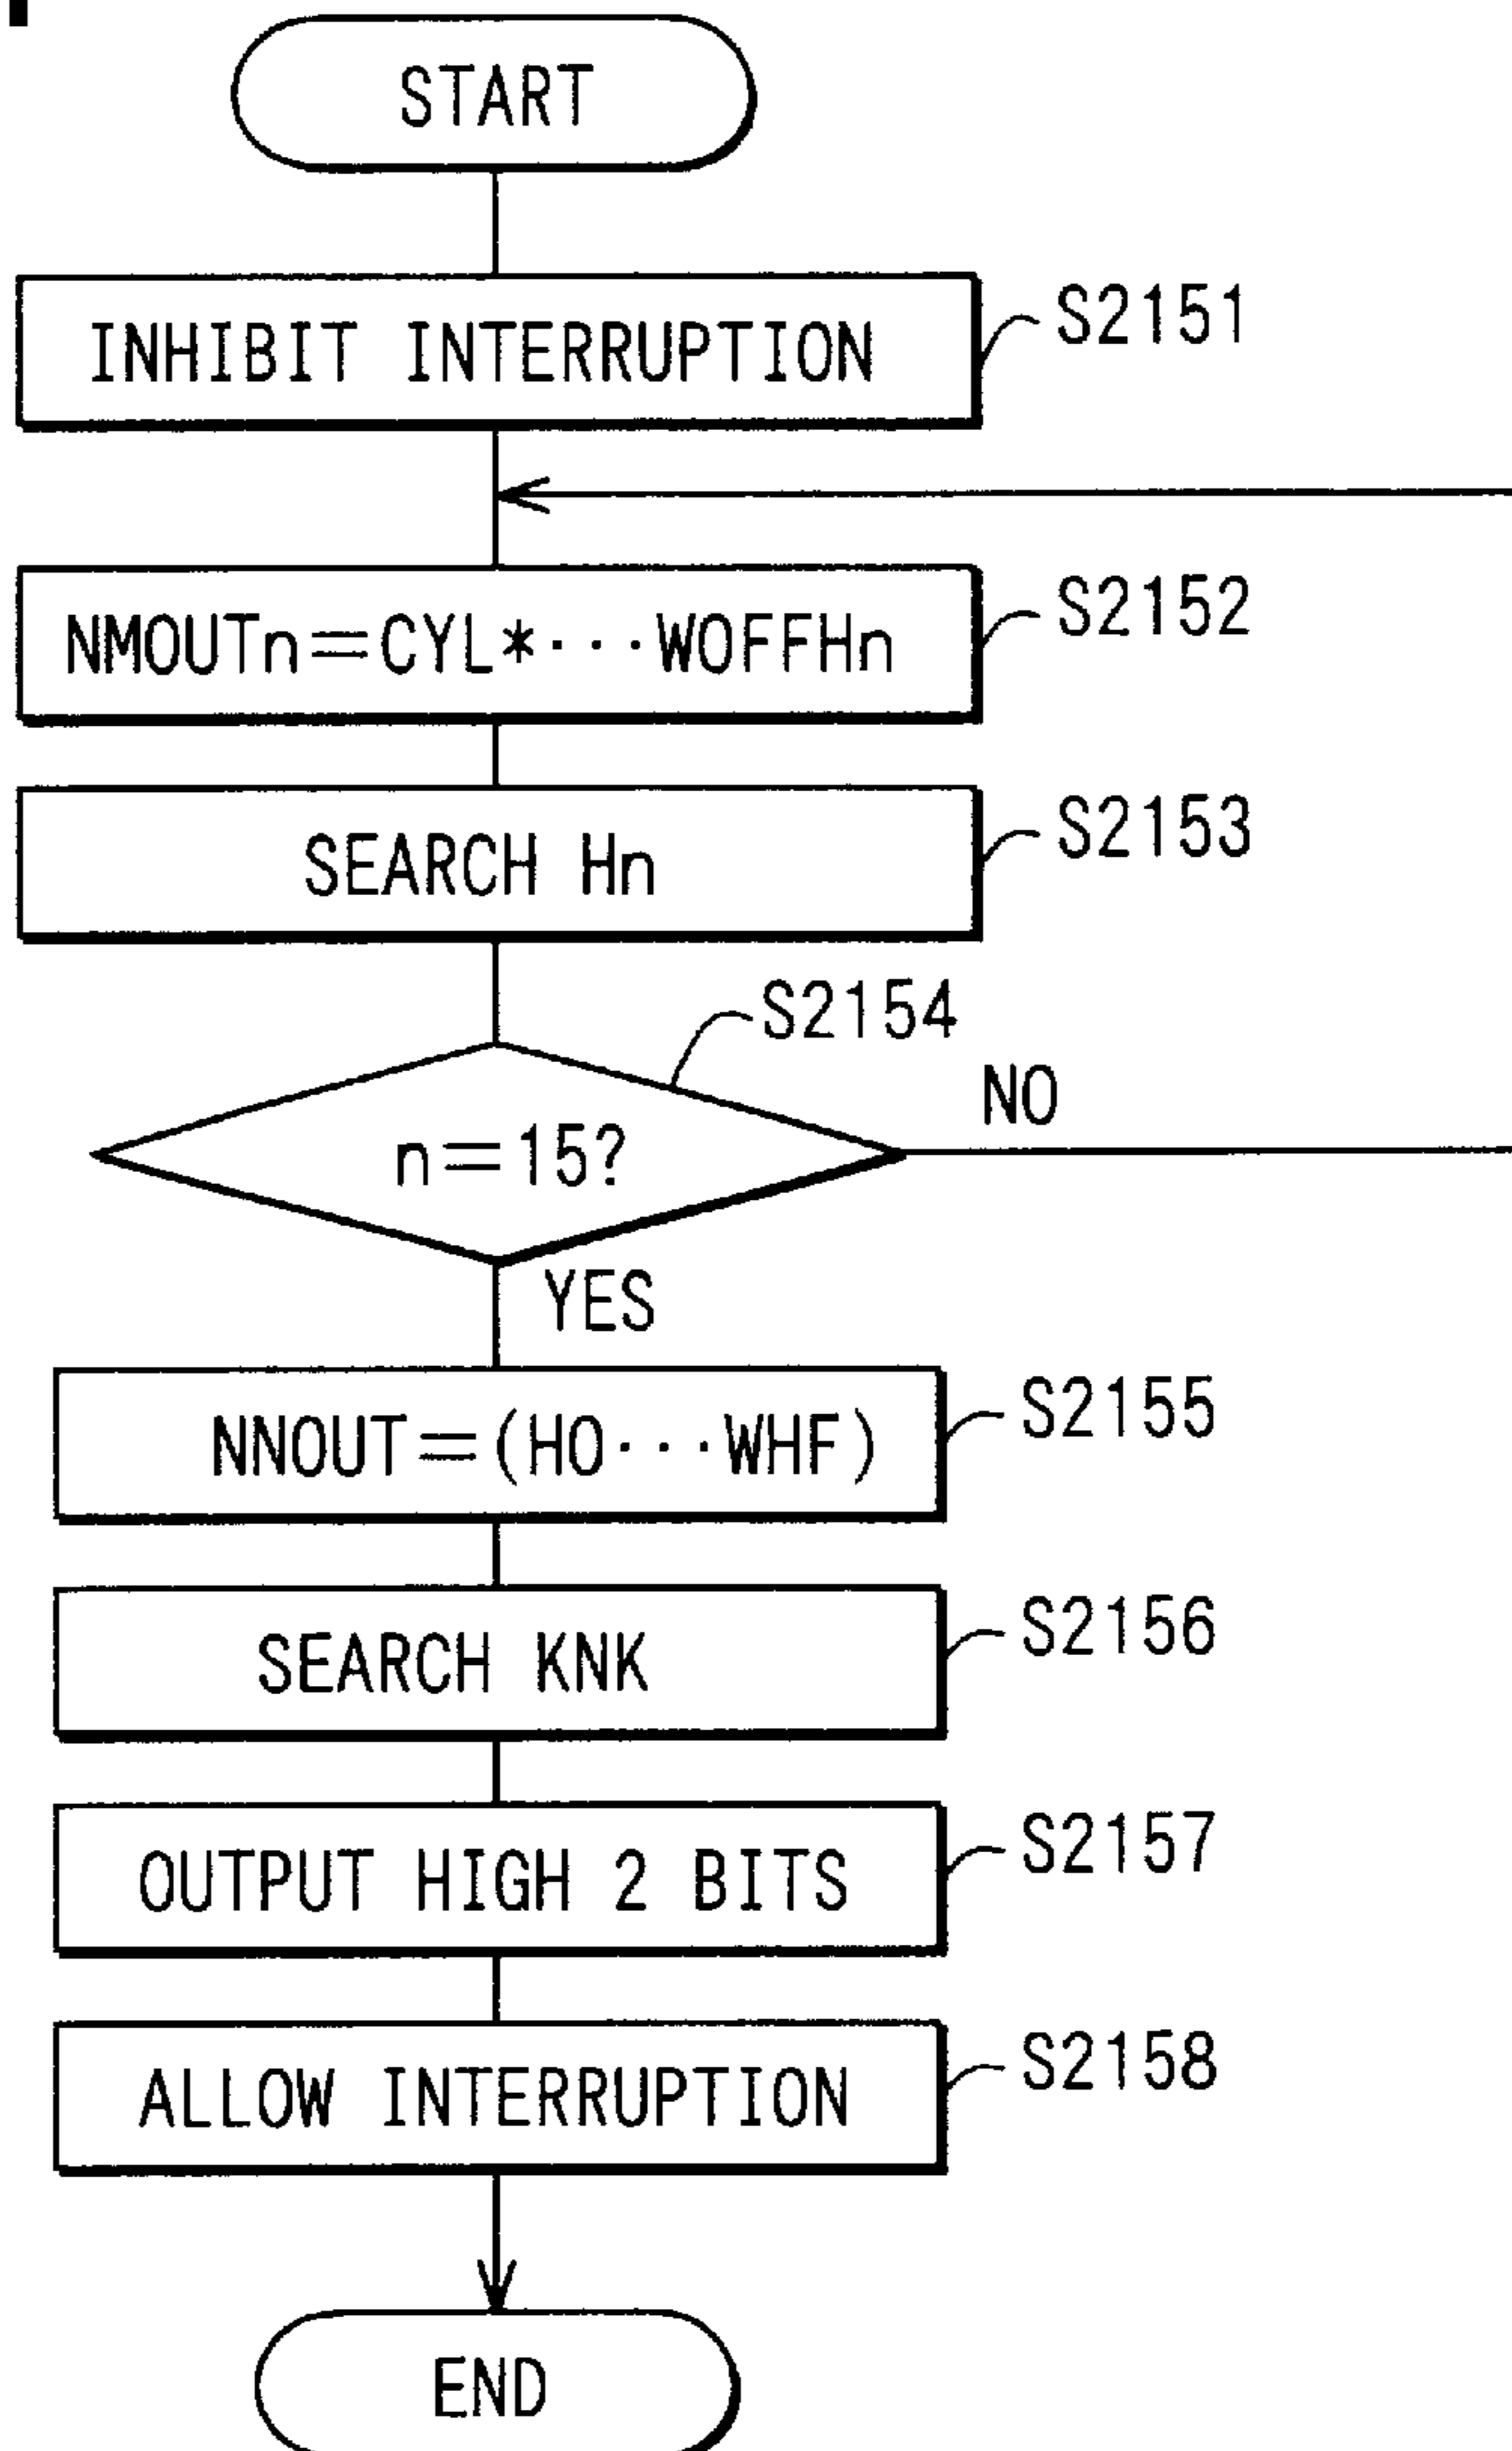 START
INHIBIT INTERRUPTION
S2151
NMOUTn=CYL*···WOFFHn
S2152
SEARCH Hn
S2153
S2154
n=15?
NO
YES
NNOUT=(HO···WHF)
S2155
SEARCH KNK
S2156
OUTPUT HIGH 2 BITS
S2157
ALLOW INTERRUPTION
S2158
END